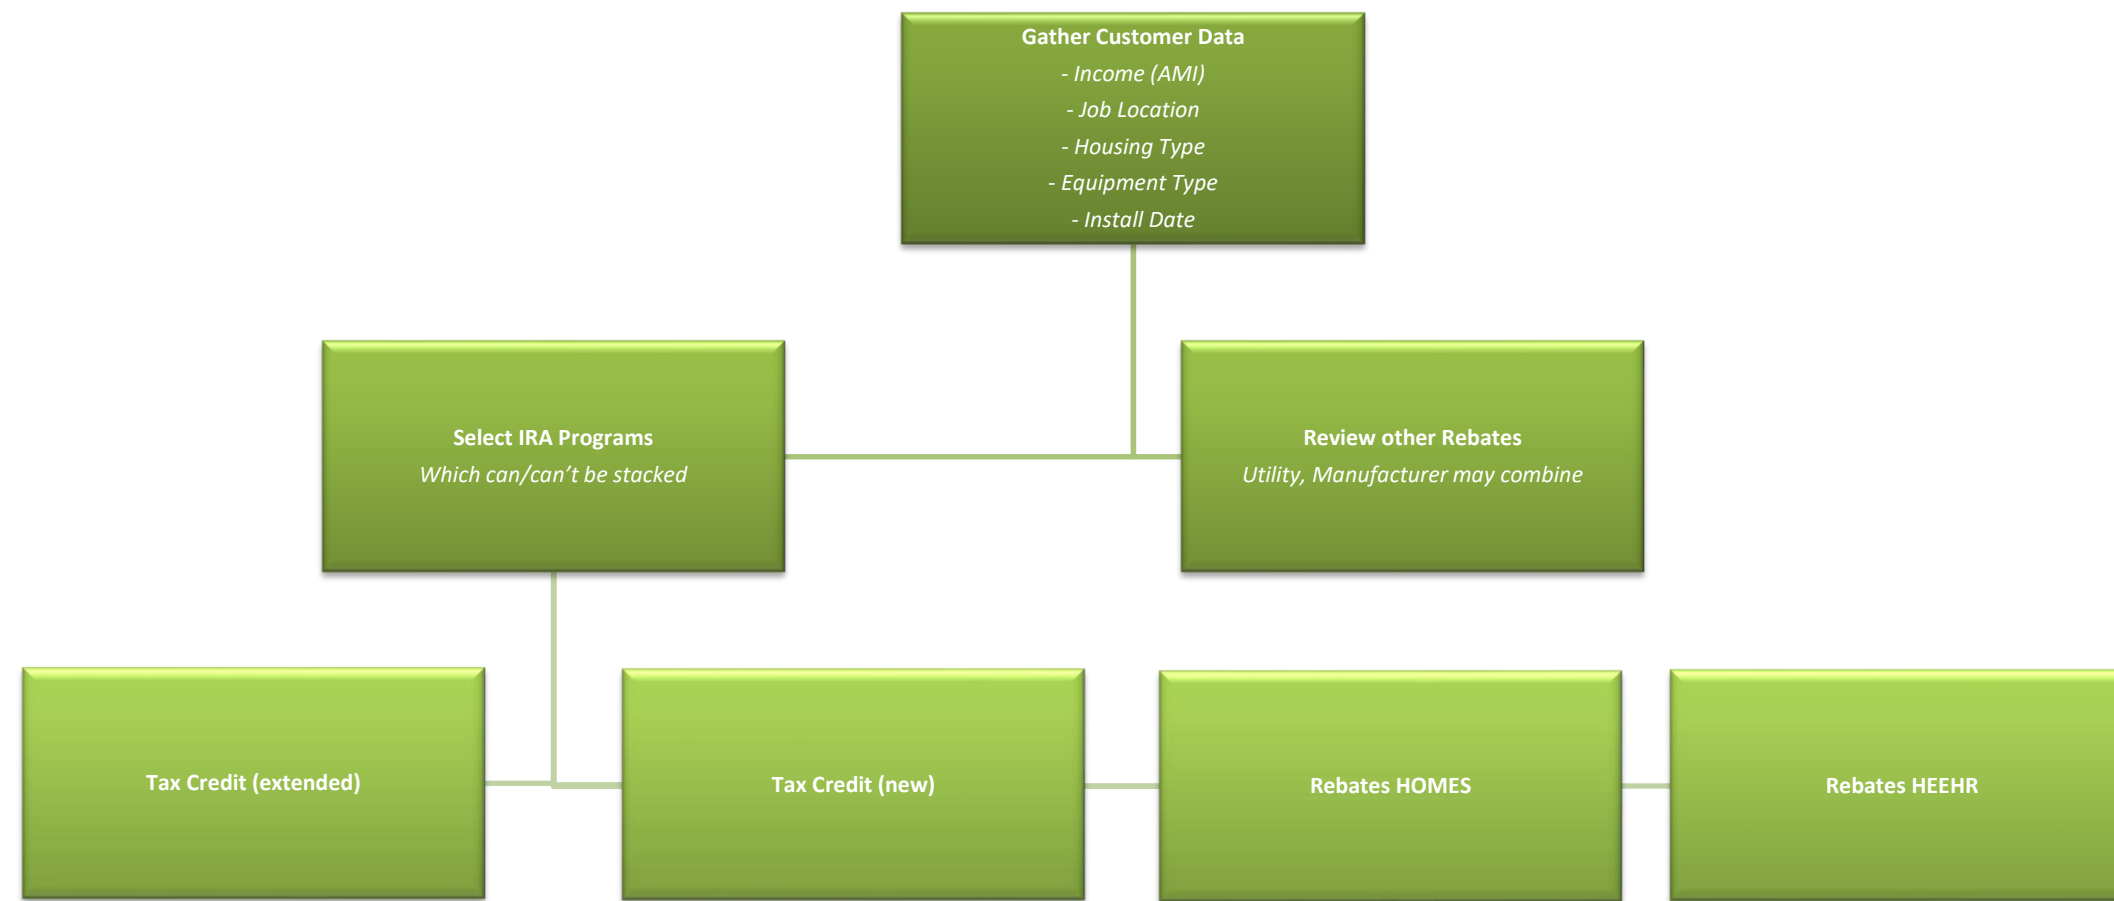 Gather Customer Data
- Income (AMI)
- Job Location
- Housing Type
- Equipment Type
- Install Date
Select IRA Programs
Which can/can’t be stacked
Review other Rebates
Utility, Manufacturer may combine
Tax Credit (extended)
Tax Credit (new)
Rebates HOMES
Rebates HEEHR